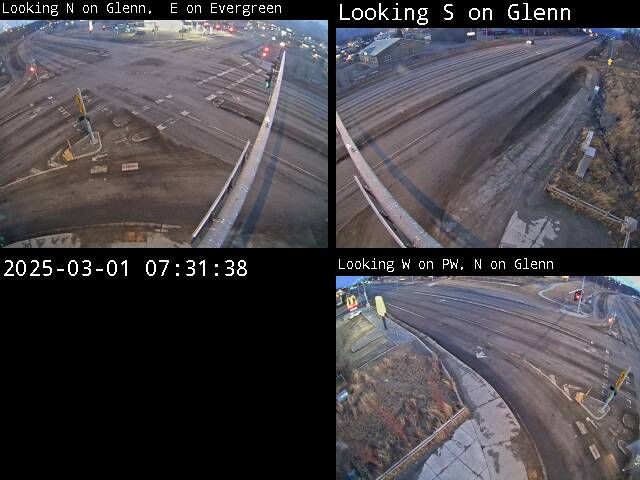 Looking N on Glenn,  E on Evergreen
Looking S on Glenn
2025-03-01 07:31:38
Looking W on PW, N on Glenn